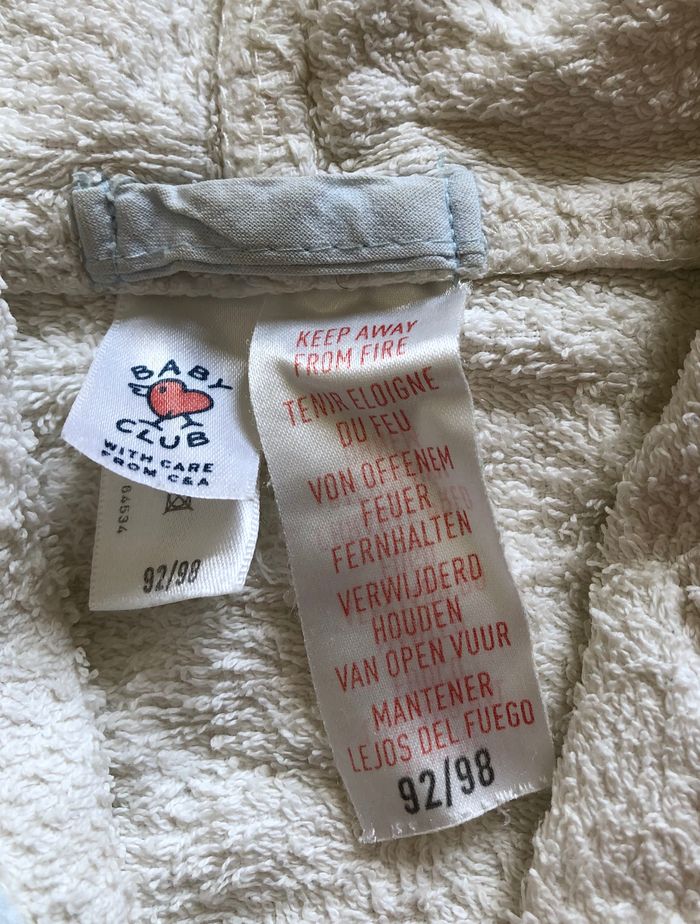 BABY
CLUB
WITH CARE
FROM C&A
64534
92/98
KEEP AWAY
FROM FIRE
TENIR ELOIGNE
DU FEU
VON OFFENEM
FEUER
FERNHALTEN
VERWIJDERD
HOUDEN
VAN OPEN VUUR
MANTENER
LEJOS DEL FUEGO
92/98